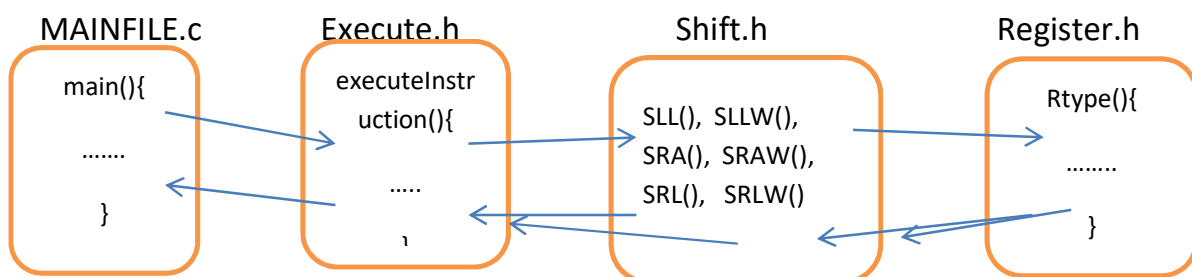 MAINFILE.c
Execute.h
Shift.h
Register.h
main(){
…….
}
executeInstr
uction(){
…..
}
SLL(), SLLW(),
SRA(), SRAW(),
SRL(), SRLW()
Rtype(){
……..
}